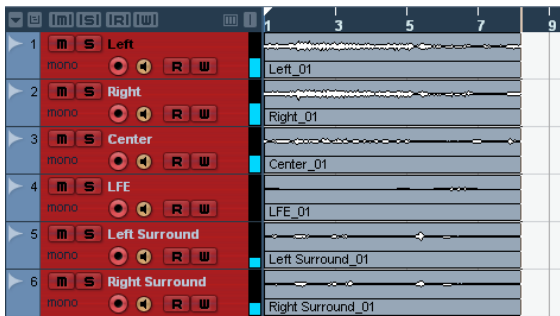 m S R W 1 3 5 7 9
1 m S Left
mono R W Left_01
2 m S Right
mono R W Right_01
3 m S Center
mono R W Center_01
4 m S LFE
mono R W LFE_01
5 m S Left Surround
mono R W Left Surround_01
6 m S Right Surround
mono R W Right Surround_01